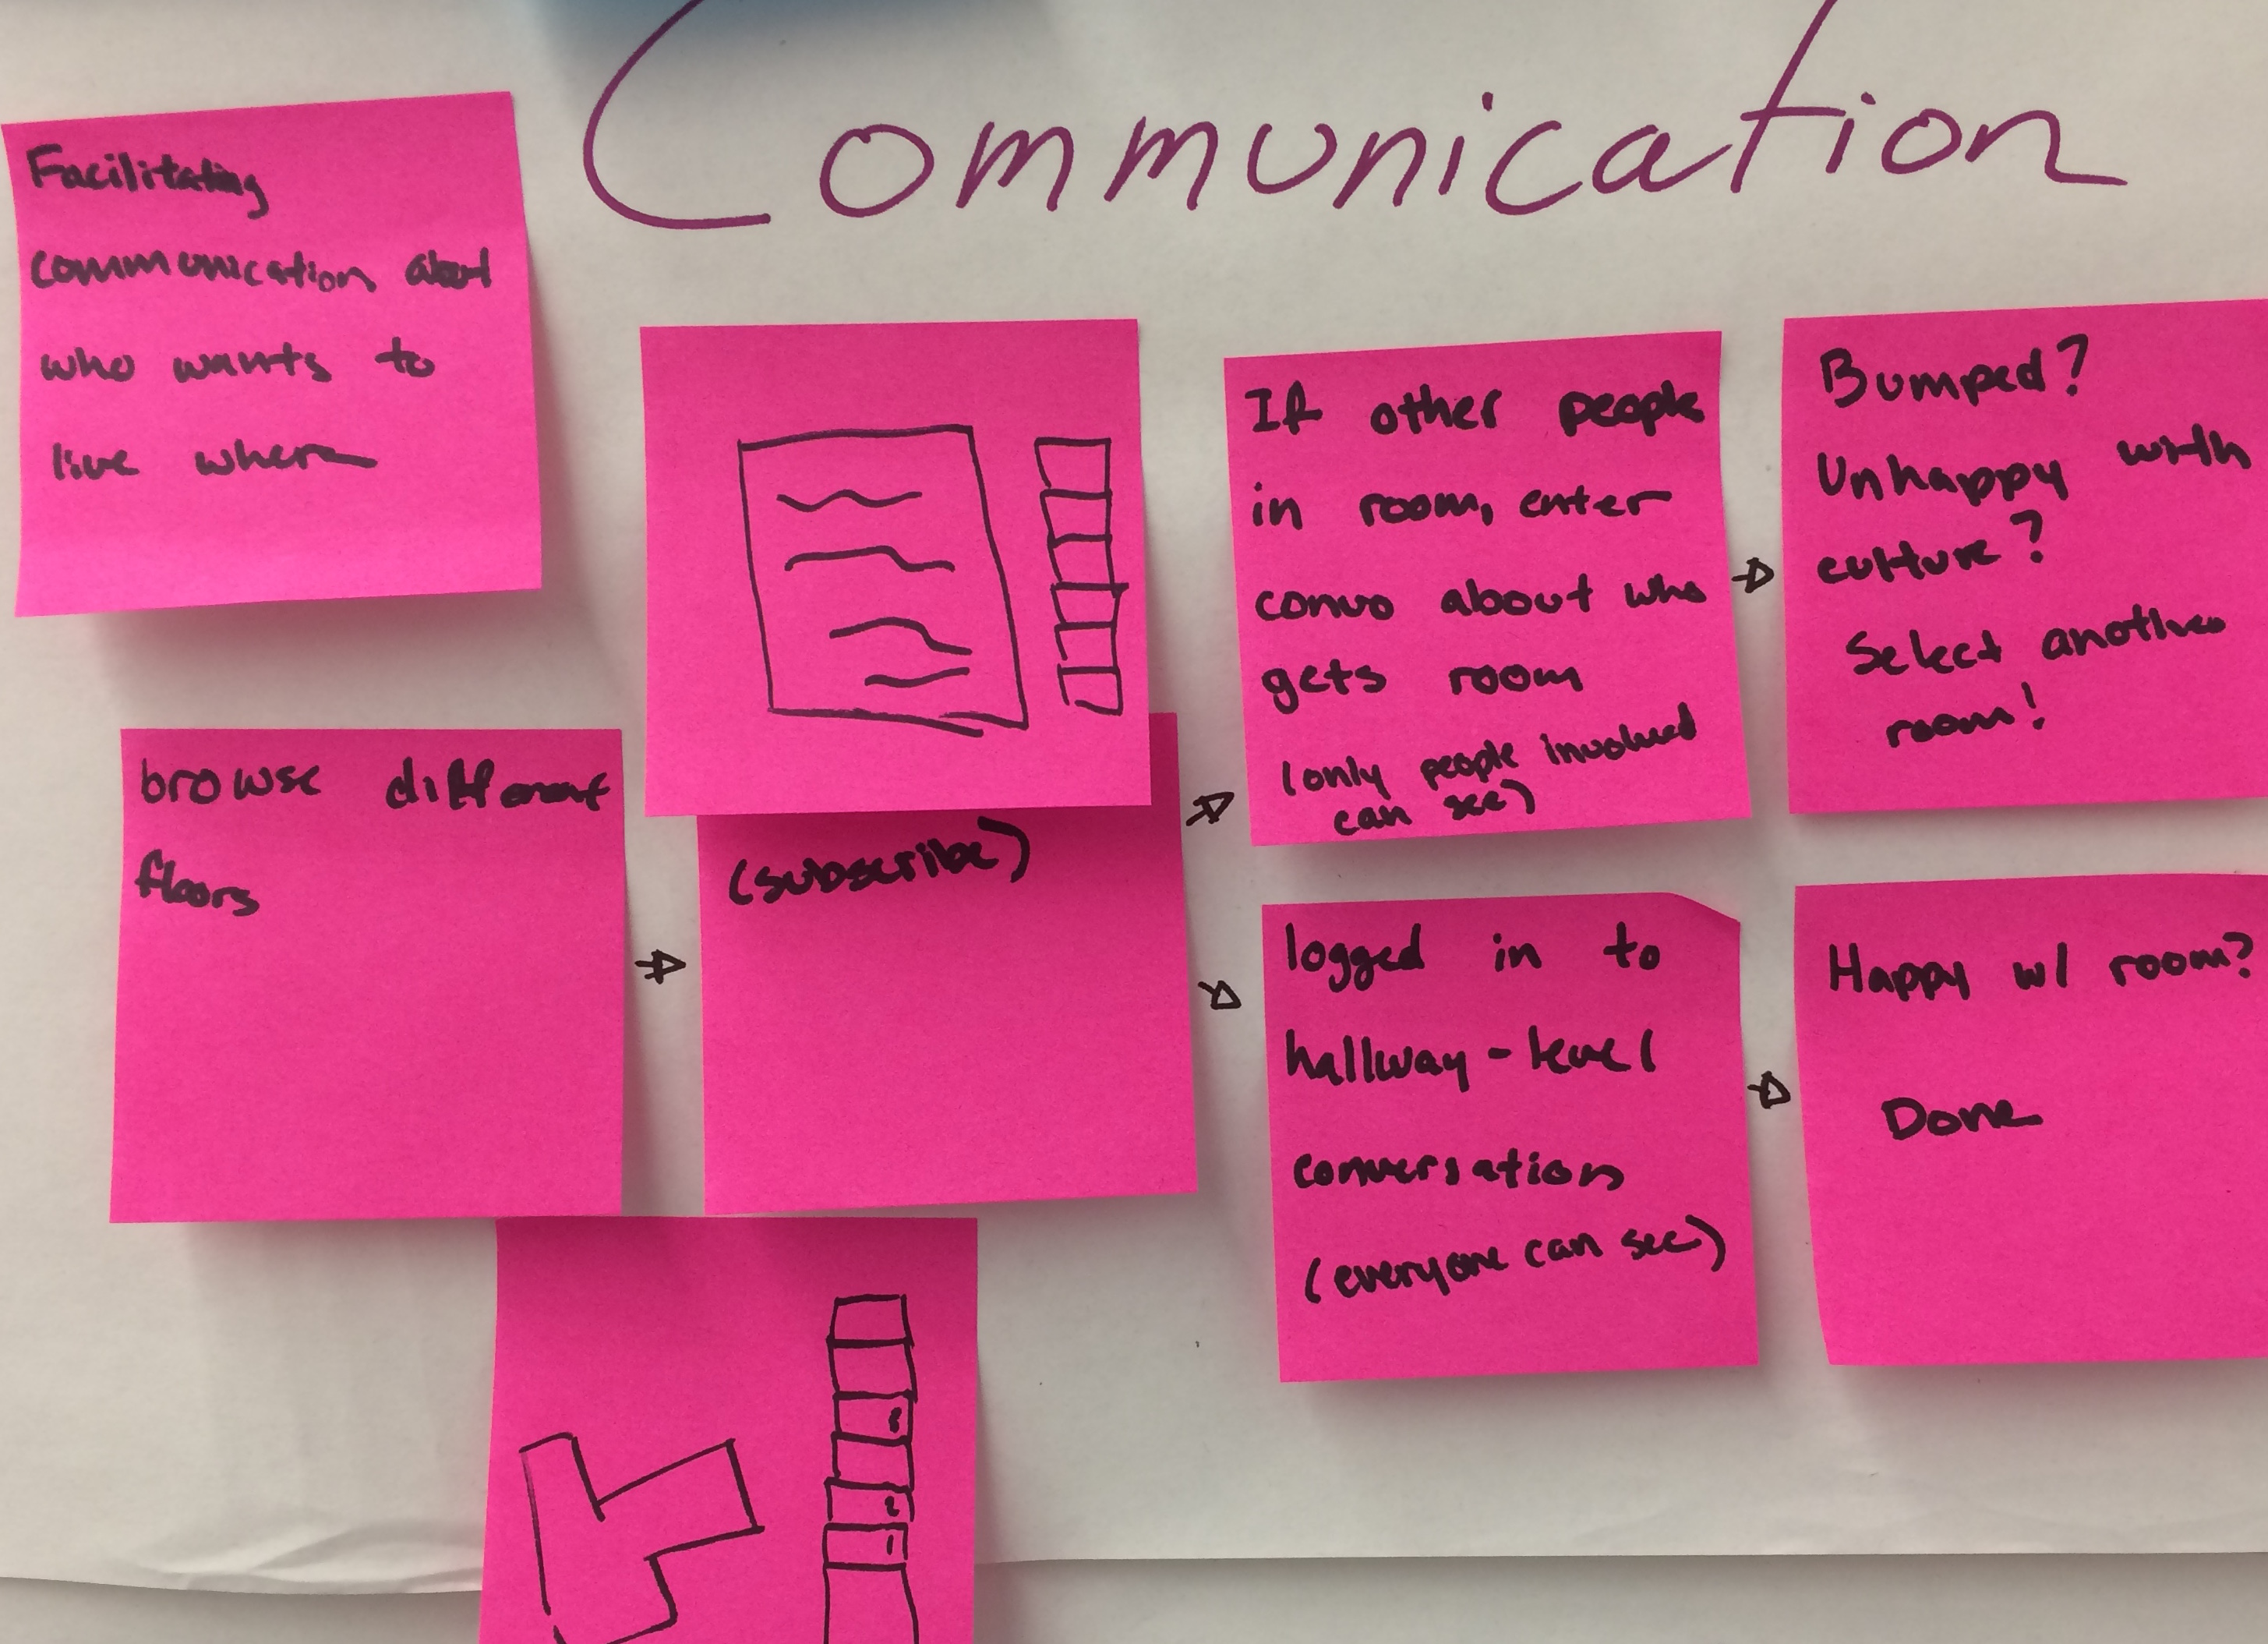 Communication
Facilitating
communication about
who wants to
live where
browse different
floors
(subscribe)
If other people
in room, enter
convo about who
gets room
(only people involved
can see)
Bumped?
Unhappy with
culture?
Select another
room!
logged in to
hallway-level
conversation
(everyone can see)
Happy w/ room?
Done